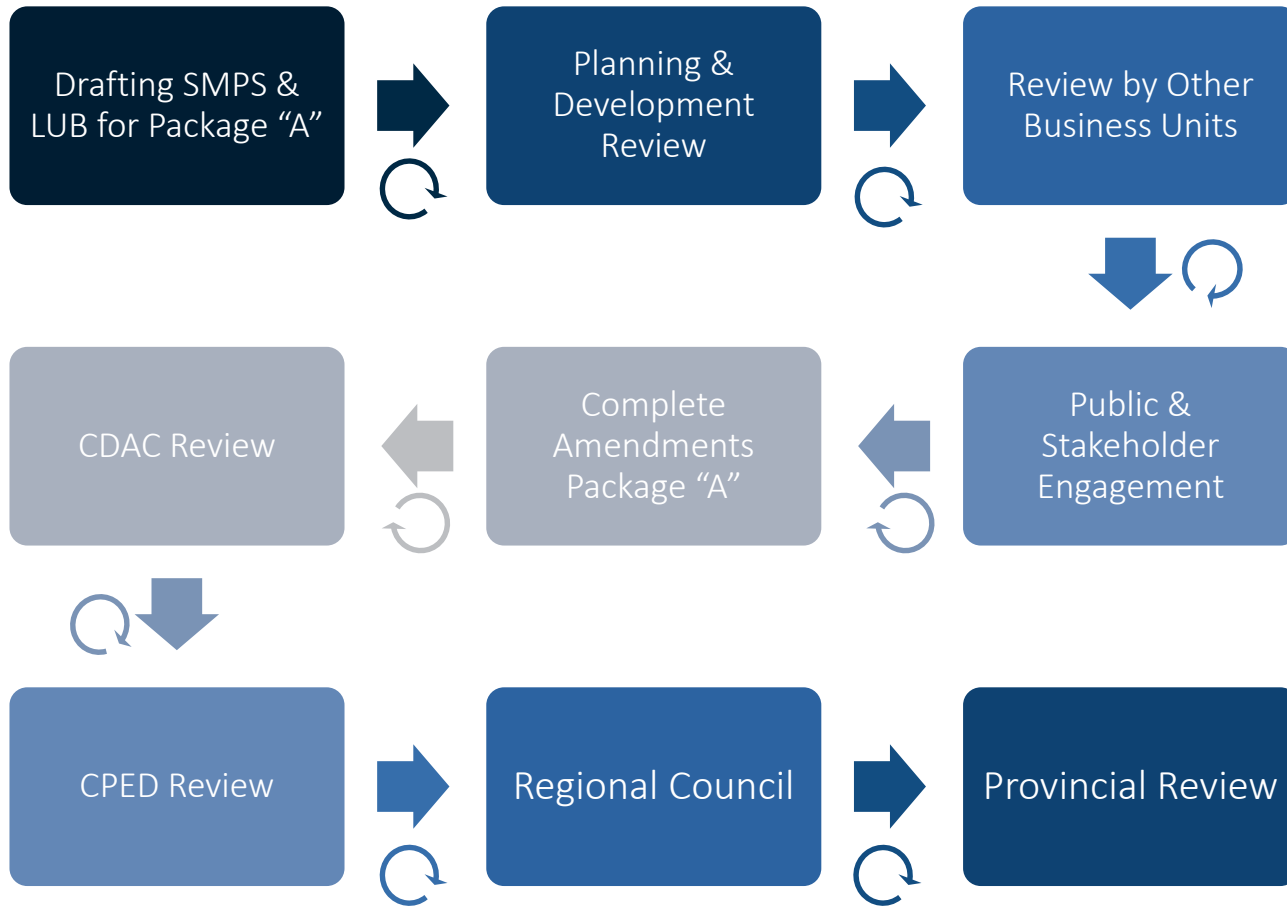 Drafting SMPS &
LUB for Package “A”
Planning &
Development
Review
Review by Other
Business Units
Public &
Stakeholder
Engagement
Complete
Amendments
Package “A”
CDAC Review
CPED Review
Regional Council
Provincial Review